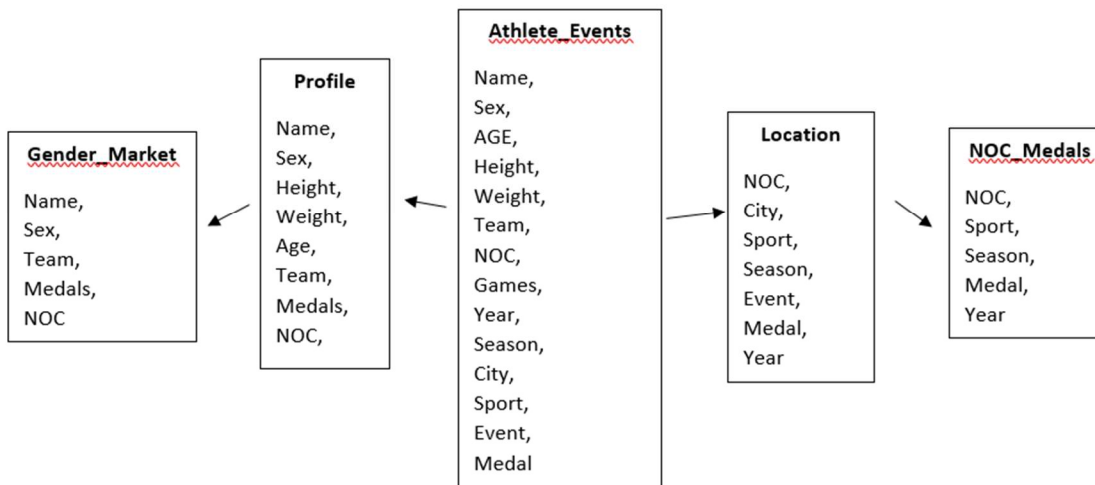 Gender_Market
Name,
Sex,
Team,
Medals,
NOC
Profile
Name,
Sex,
Height,
Weight,
Age,
Team,
Medals,
NOC,
Athlete_Events
Name,
Sex,
AGE,
Height,
Weight,
Team,
NOC,
Games,
Year,
Season,
City,
Sport,
Event,
Medal
Location
NOC,
City,
Sport,
Season,
Event,
Medal,
Year
NOC_Medals
NOC,
Sport,
Season,
Medal,
Year